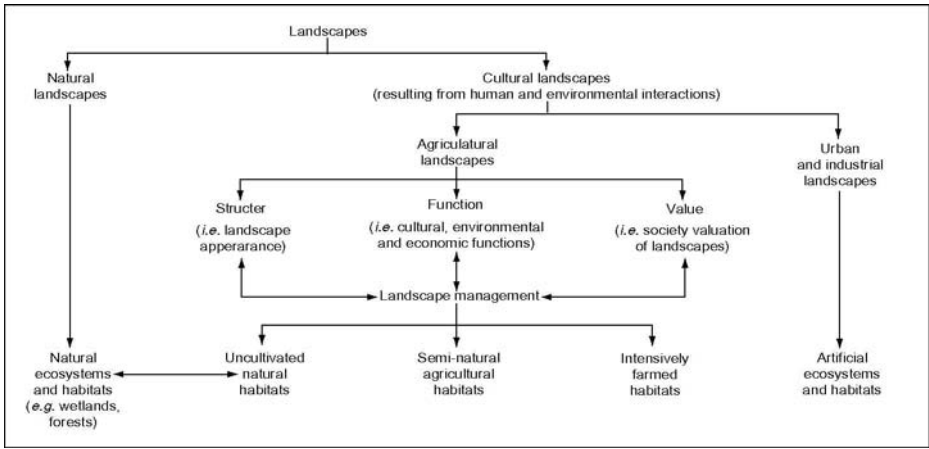 Landscapes
Natural
landscapes
Cultural landscapes
(resulting from human and environmental interactions)
Agriculatural
landscapes
Urban
and industrial
landscapes
Structer
(i.e. landscape
apperarance)
Function
(i.e. cultural, environmental
and economic functions)
Value
(i.e. society valuation
of landscapes)
Landscape management
Natural
ecosystems
and habitats
(e.g. wetlands,
forests)
Uncultivated
natural
habitats
Semi-natural
agricultural
habitats
Intensively
farmed
habitats
Artificial
ecosystems
and habitats